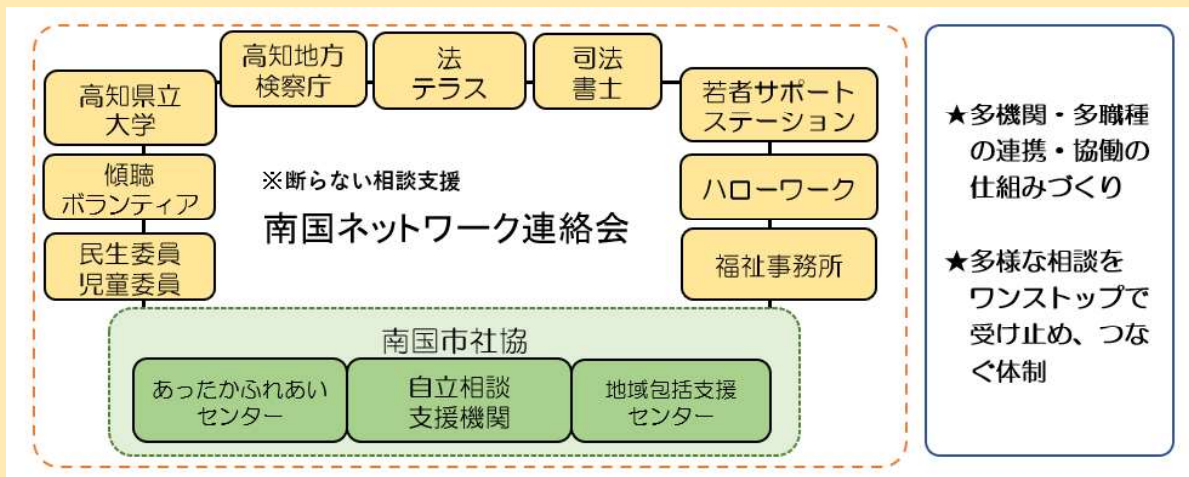 高知地方
検察庁
法
テラス
司法
書士
高知県立
大学
若者サポート
ステーション
傾聴
ボランティア
※断らない相談支援
南国ネットワーク連絡会
ハローワーク
民生委員
児童委員
福祉事務所
南国市社協
あったかふれあい
センター
自立相談
支援機関
地域包括支援
センター
★多機関・多職種
の連携・協働の
仕組みづくり
★多様な相談を
ワンストップで
受け止め、つな
ぐ体制